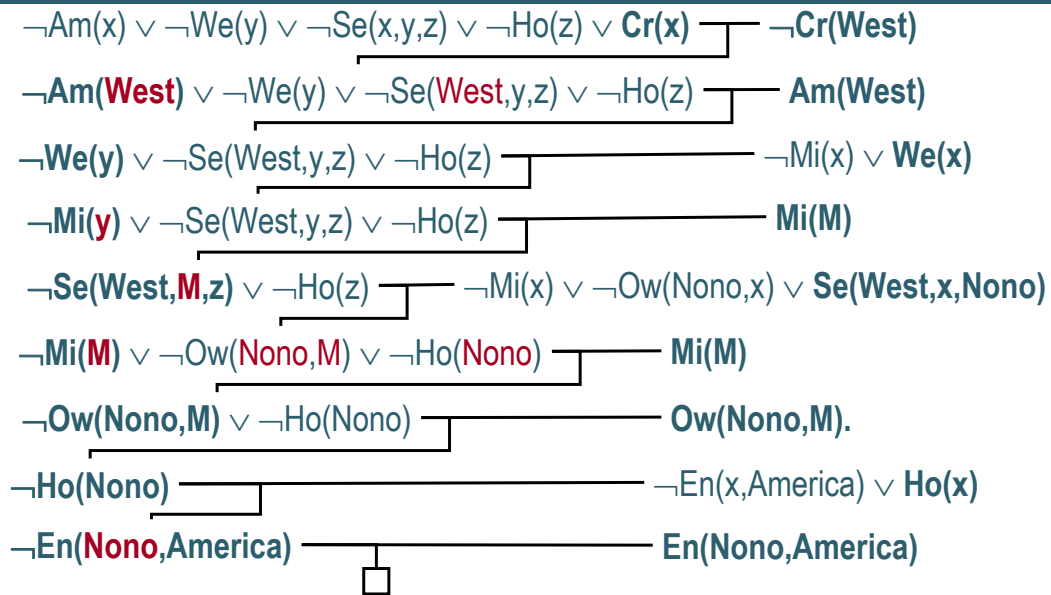 ¬Am(x) ∨ ¬We(y) ∨ ¬Se(x,y,z) ∨ ¬Ho(z) ∨ Cr(x) ¬Cr(West)
¬Am(West) ∨ ¬We(y) ∨ ¬Se(West,y,z) ∨ ¬Ho(z) Am(West)
¬We(y) ∨ ¬Se(West,y,z) ∨ ¬Ho(z) ¬Mi(x) ∨ We(x)
¬Mi(y) ∨ ¬Se(West,y,z) ∨ ¬Ho(z) Mi(M)
¬Se(West,M,z) ∨ ¬Ho(z) ¬Mi(x) ∨ ¬Ow(Nono,x) ∨ Se(West,x,Nono)
¬Mi(M) ∨ ¬Ow(Nono,M) ∨ ¬Ho(Nono) Mi(M)
¬Ow(Nono,M) ∨ ¬Ho(Nono) Ow(Nono,M).
¬Ho(Nono) ¬En(x,America) ∨ Ho(x)
¬En(Nono,America) En(Nono,America)